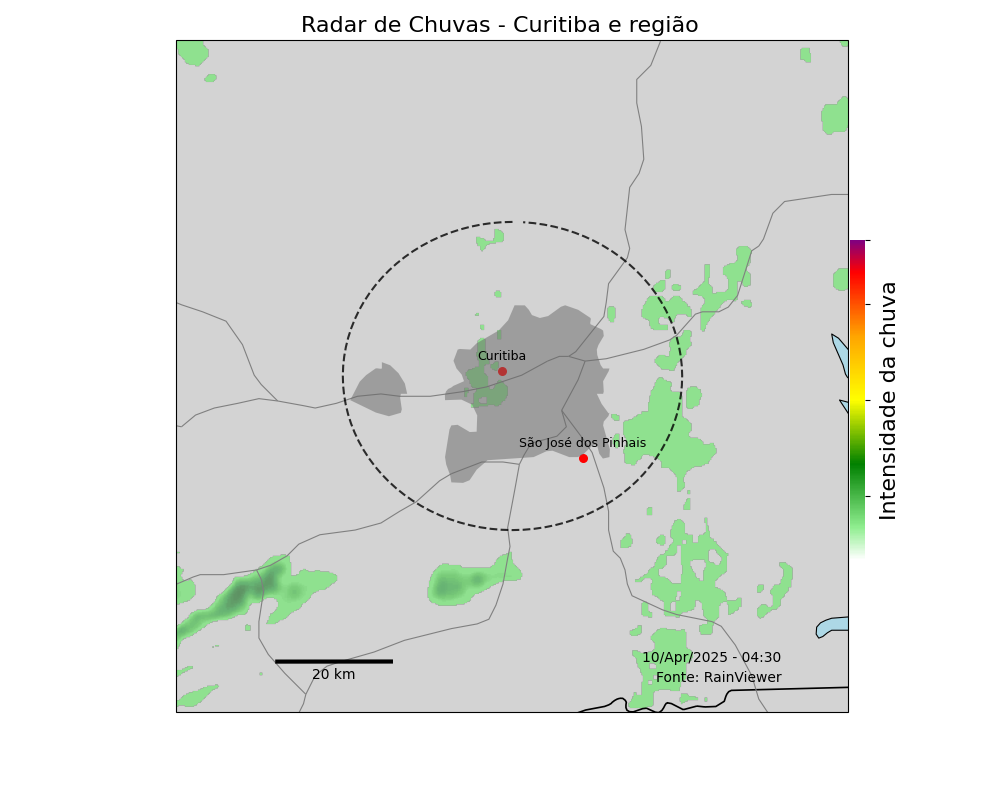 Radar de Chuvas - Curitiba e região
Curitiba
São José dos Pinhais
Intensidade da chuva
20 km
10/Apr/2025 - 04:30
Fonte: RainViewer